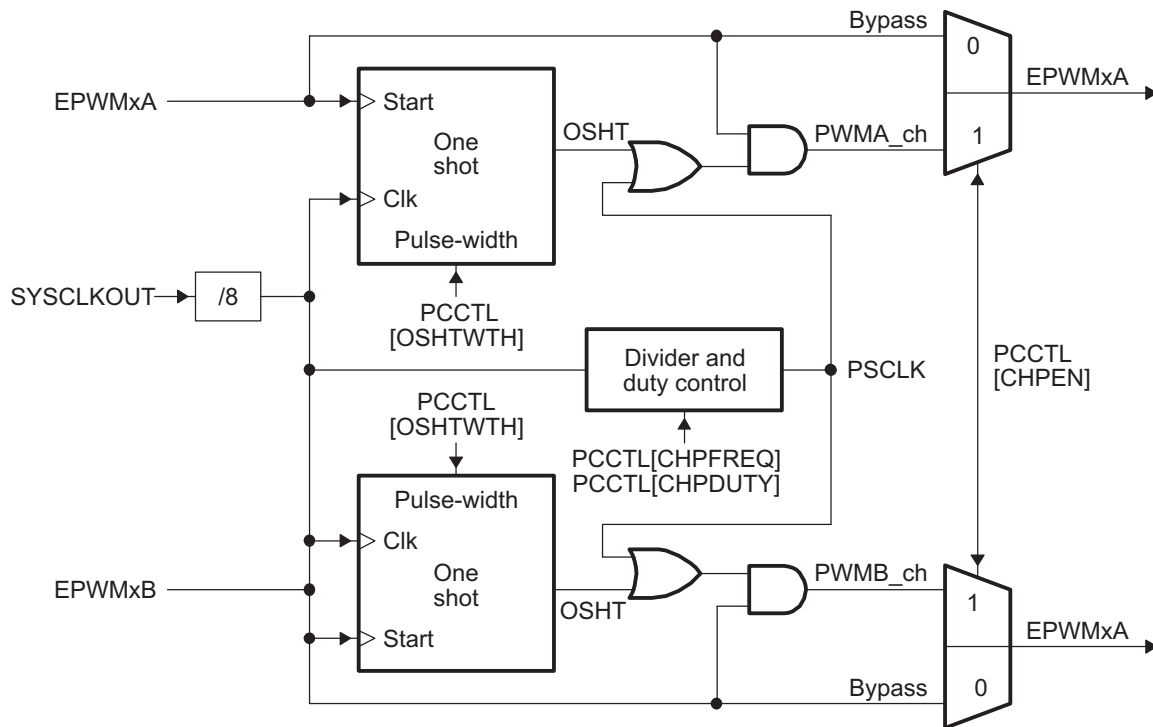 Bypass
0
EPWMxA
EPWMxA
Start
OSHT
PWMA_ch
1
One
shot
Clk
Pulse-width
SYSCLKOUT
/8
PCCTL
[OSHTWTH]
Divider and
duty control
PSCLK
PCCTL
[CHPEN]
PCCTL
[OSHTWTH]
PCCTL[CHPFREQ]
PCCTL[CHPDUTY]
Pulse-width
Clk
EPWMxB
One
shot
OSHT
PWMB_ch
1
Start
EPWMxA
Bypass
0